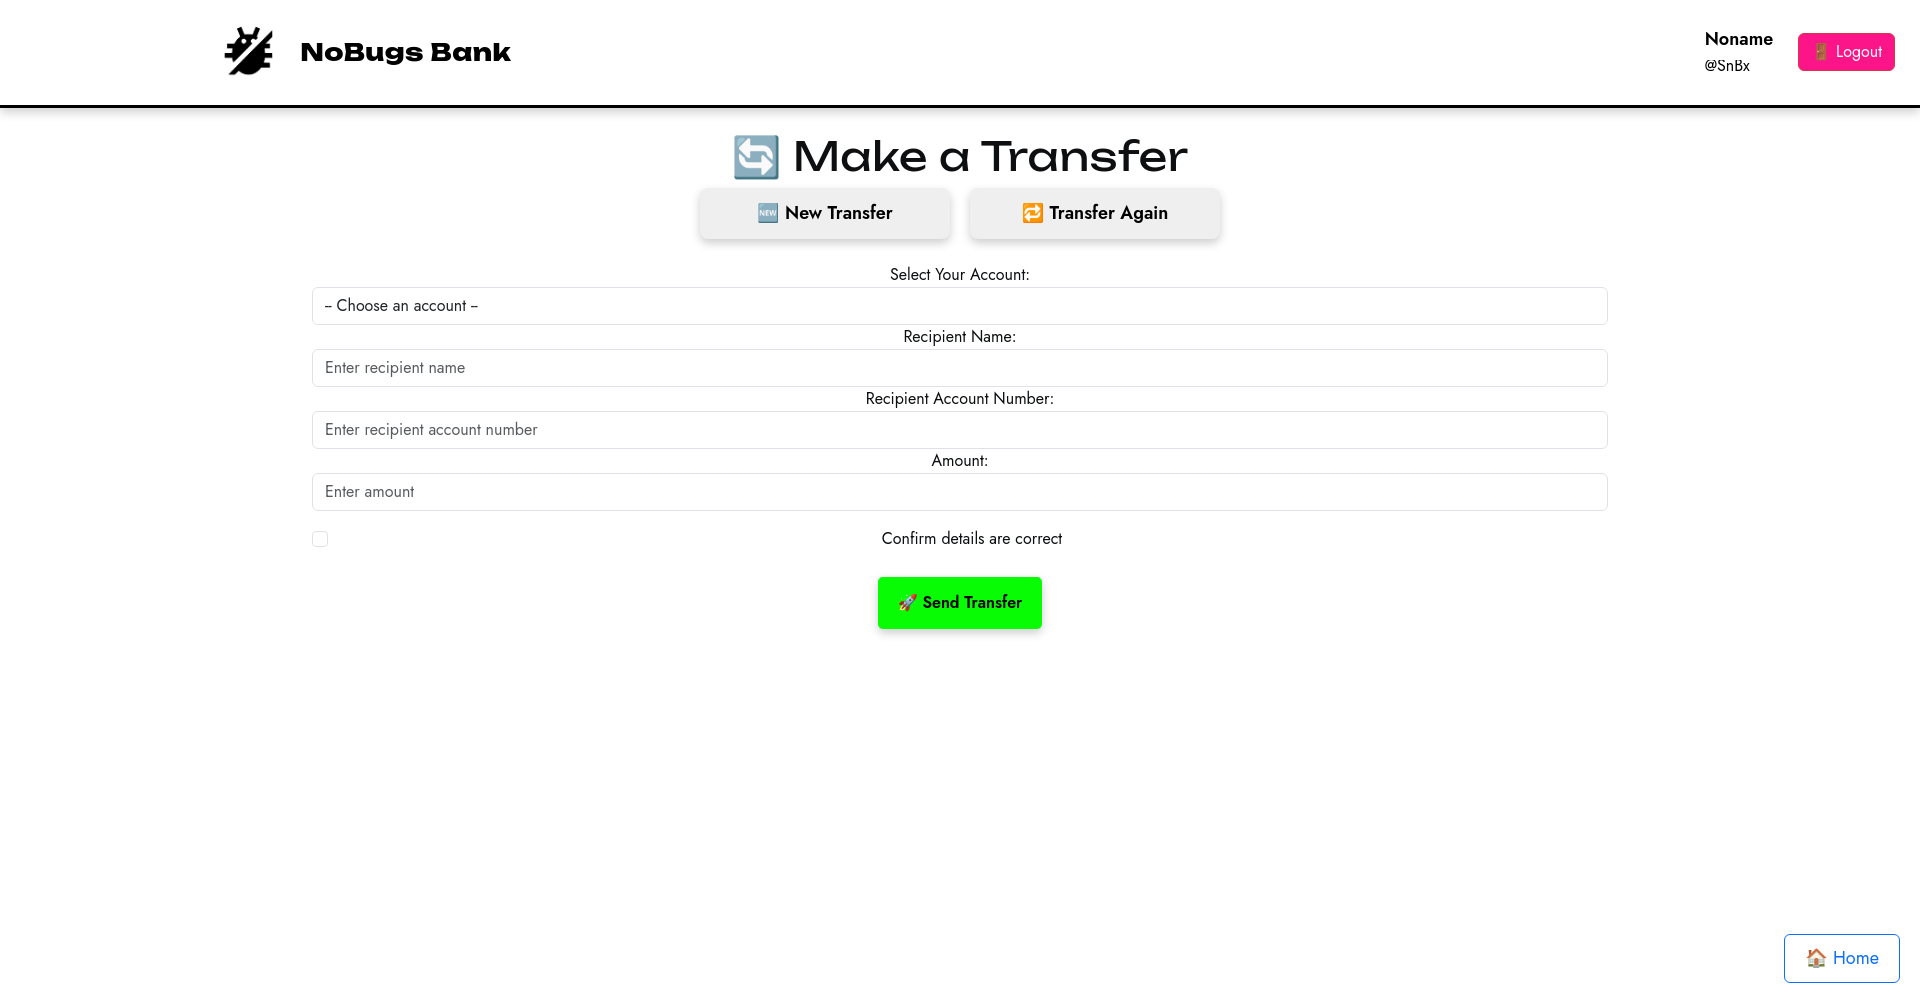 NoBugs Bank
Noname
@SnBx
🚪 Logout
🔄 Make a Transfer
🆕 New Transfer
🔁 Transfer Again
Select Your Account:
-- Choose an account --
Recipient Name:
Enter recipient name
Recipient Account Number:
Enter recipient account number
Amount:
Enter amount
Confirm details are correct
🚀 Send Transfer
🏠 Home